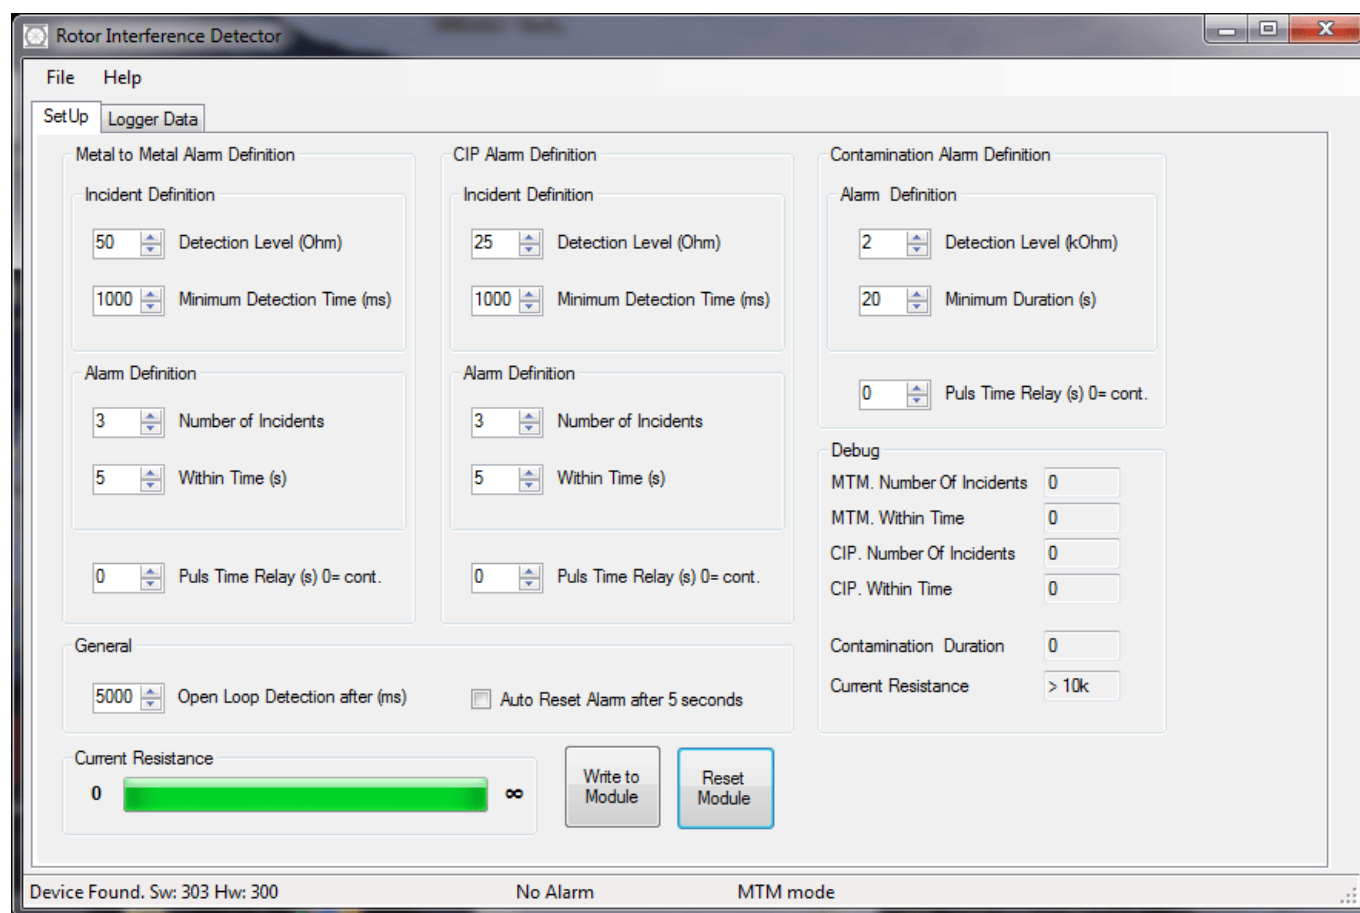 Rotor Interference Detector
File Help
SetUp Logger Data
Metal to Metal Alarm Definition
Incident Definition
50 Detection Level (Ohm)
1000 Minimum Detection Time (ms)
Alarm Definition
3 Number of Incidents
5 Within Time (s)
0 Puls Time Relay (s) 0= cont.
CIP Alarm Definition
Incident Definition
25 Detection Level (Ohm)
1000 Minimum Detection Time (ms)
Alarm Definition
3 Number of Incidents
5 Within Time (s)
0 Puls Time Relay (s) 0= cont.
Contamination Alarm Definition
Alarm Definition
2 Detection Level (kOhm)
20 Minimum Duration (s)
0 Puls Time Relay (s) 0= cont.
Debug
MTM. Number Of Incidents 0
MTM. Within Time 0
CIP. Number Of Incidents 0
CIP. Within Time 0
Contamination Duration 0
Current Resistance > 10k
General
5000 Open Loop Detection after (ms)
Auto Reset Alarm after 5 seconds
Current Resistance
0 ∞
Write to
Module
Reset
Module
Device Found. Sw: 303 Hw: 300 No Alarm MTM mode